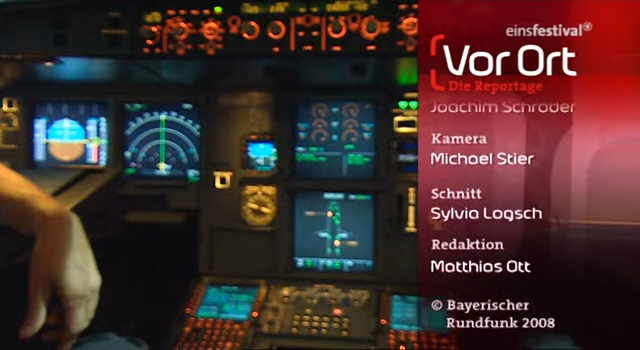 einsfestival
Vor Ort
Die Reportage
Joachim Schröder
Kamera
Michael Stier
Schnitt
Sylvia Logsch
Redaktion
Matthias Ott
© Bayerischer
Rundfunk 2008